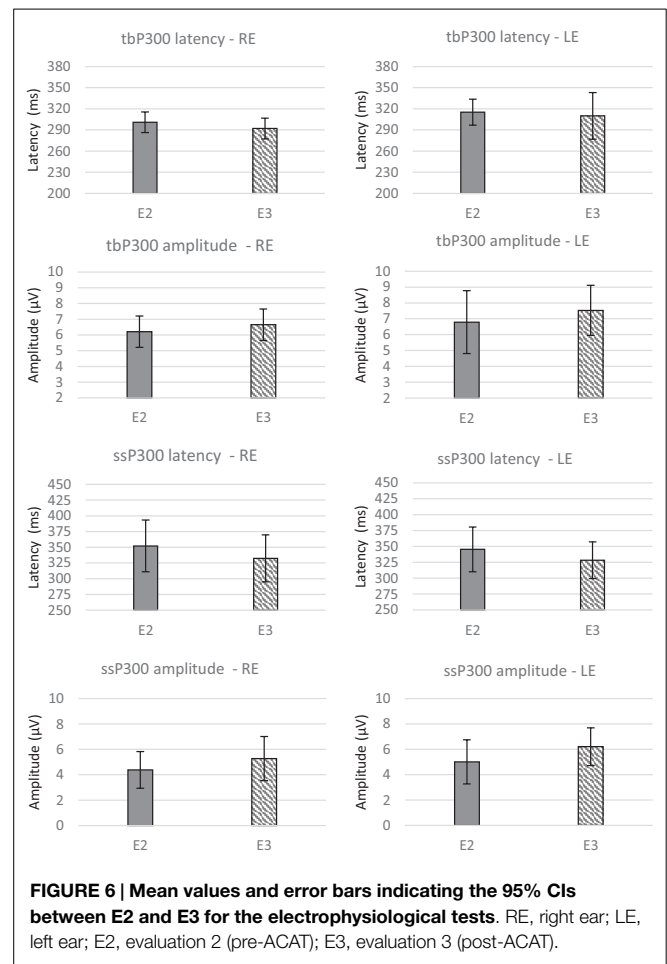 tbP300 latency - RE
Latency (ms)
380
350
320
290
260
230
200
E2
E3
tbP300 latency - LE
Latency (ms)
380
350
320
290
260
230
200
E2
E3
tbP300 amplitude - RE
Amplitude (µV)
10
9
8
7
6
5
4
3
2
E2
E3
tbP300 amplitude - LE
Amplitude (µV)
10
9
8
7
6
5
4
3
2
E2
E3
ssP300 latency - RE
Latency (ms)
450
425
400
375
350
325
300
275
250
E2
E3
ssP300 latency - LE
Latency (ms)
450
425
400
375
350
325
300
275
250
E2
E3
ssP300 amplitude - RE
Amplitude (µV)
10
8
6
4
2
0
E2
E3
ssP300 amplitude - LE
Amplitude (µV)
10
8
6
4
2
0
E2
E3
FIGURE 6 | Mean values and error bars indicating the 95% CIs
between E2 and E3 for the electrophysiological tests. RE, right ear; LE,
left ear; E2, evaluation 2 (pre-ACAT); E3, evaluation 3 (post-ACAT).